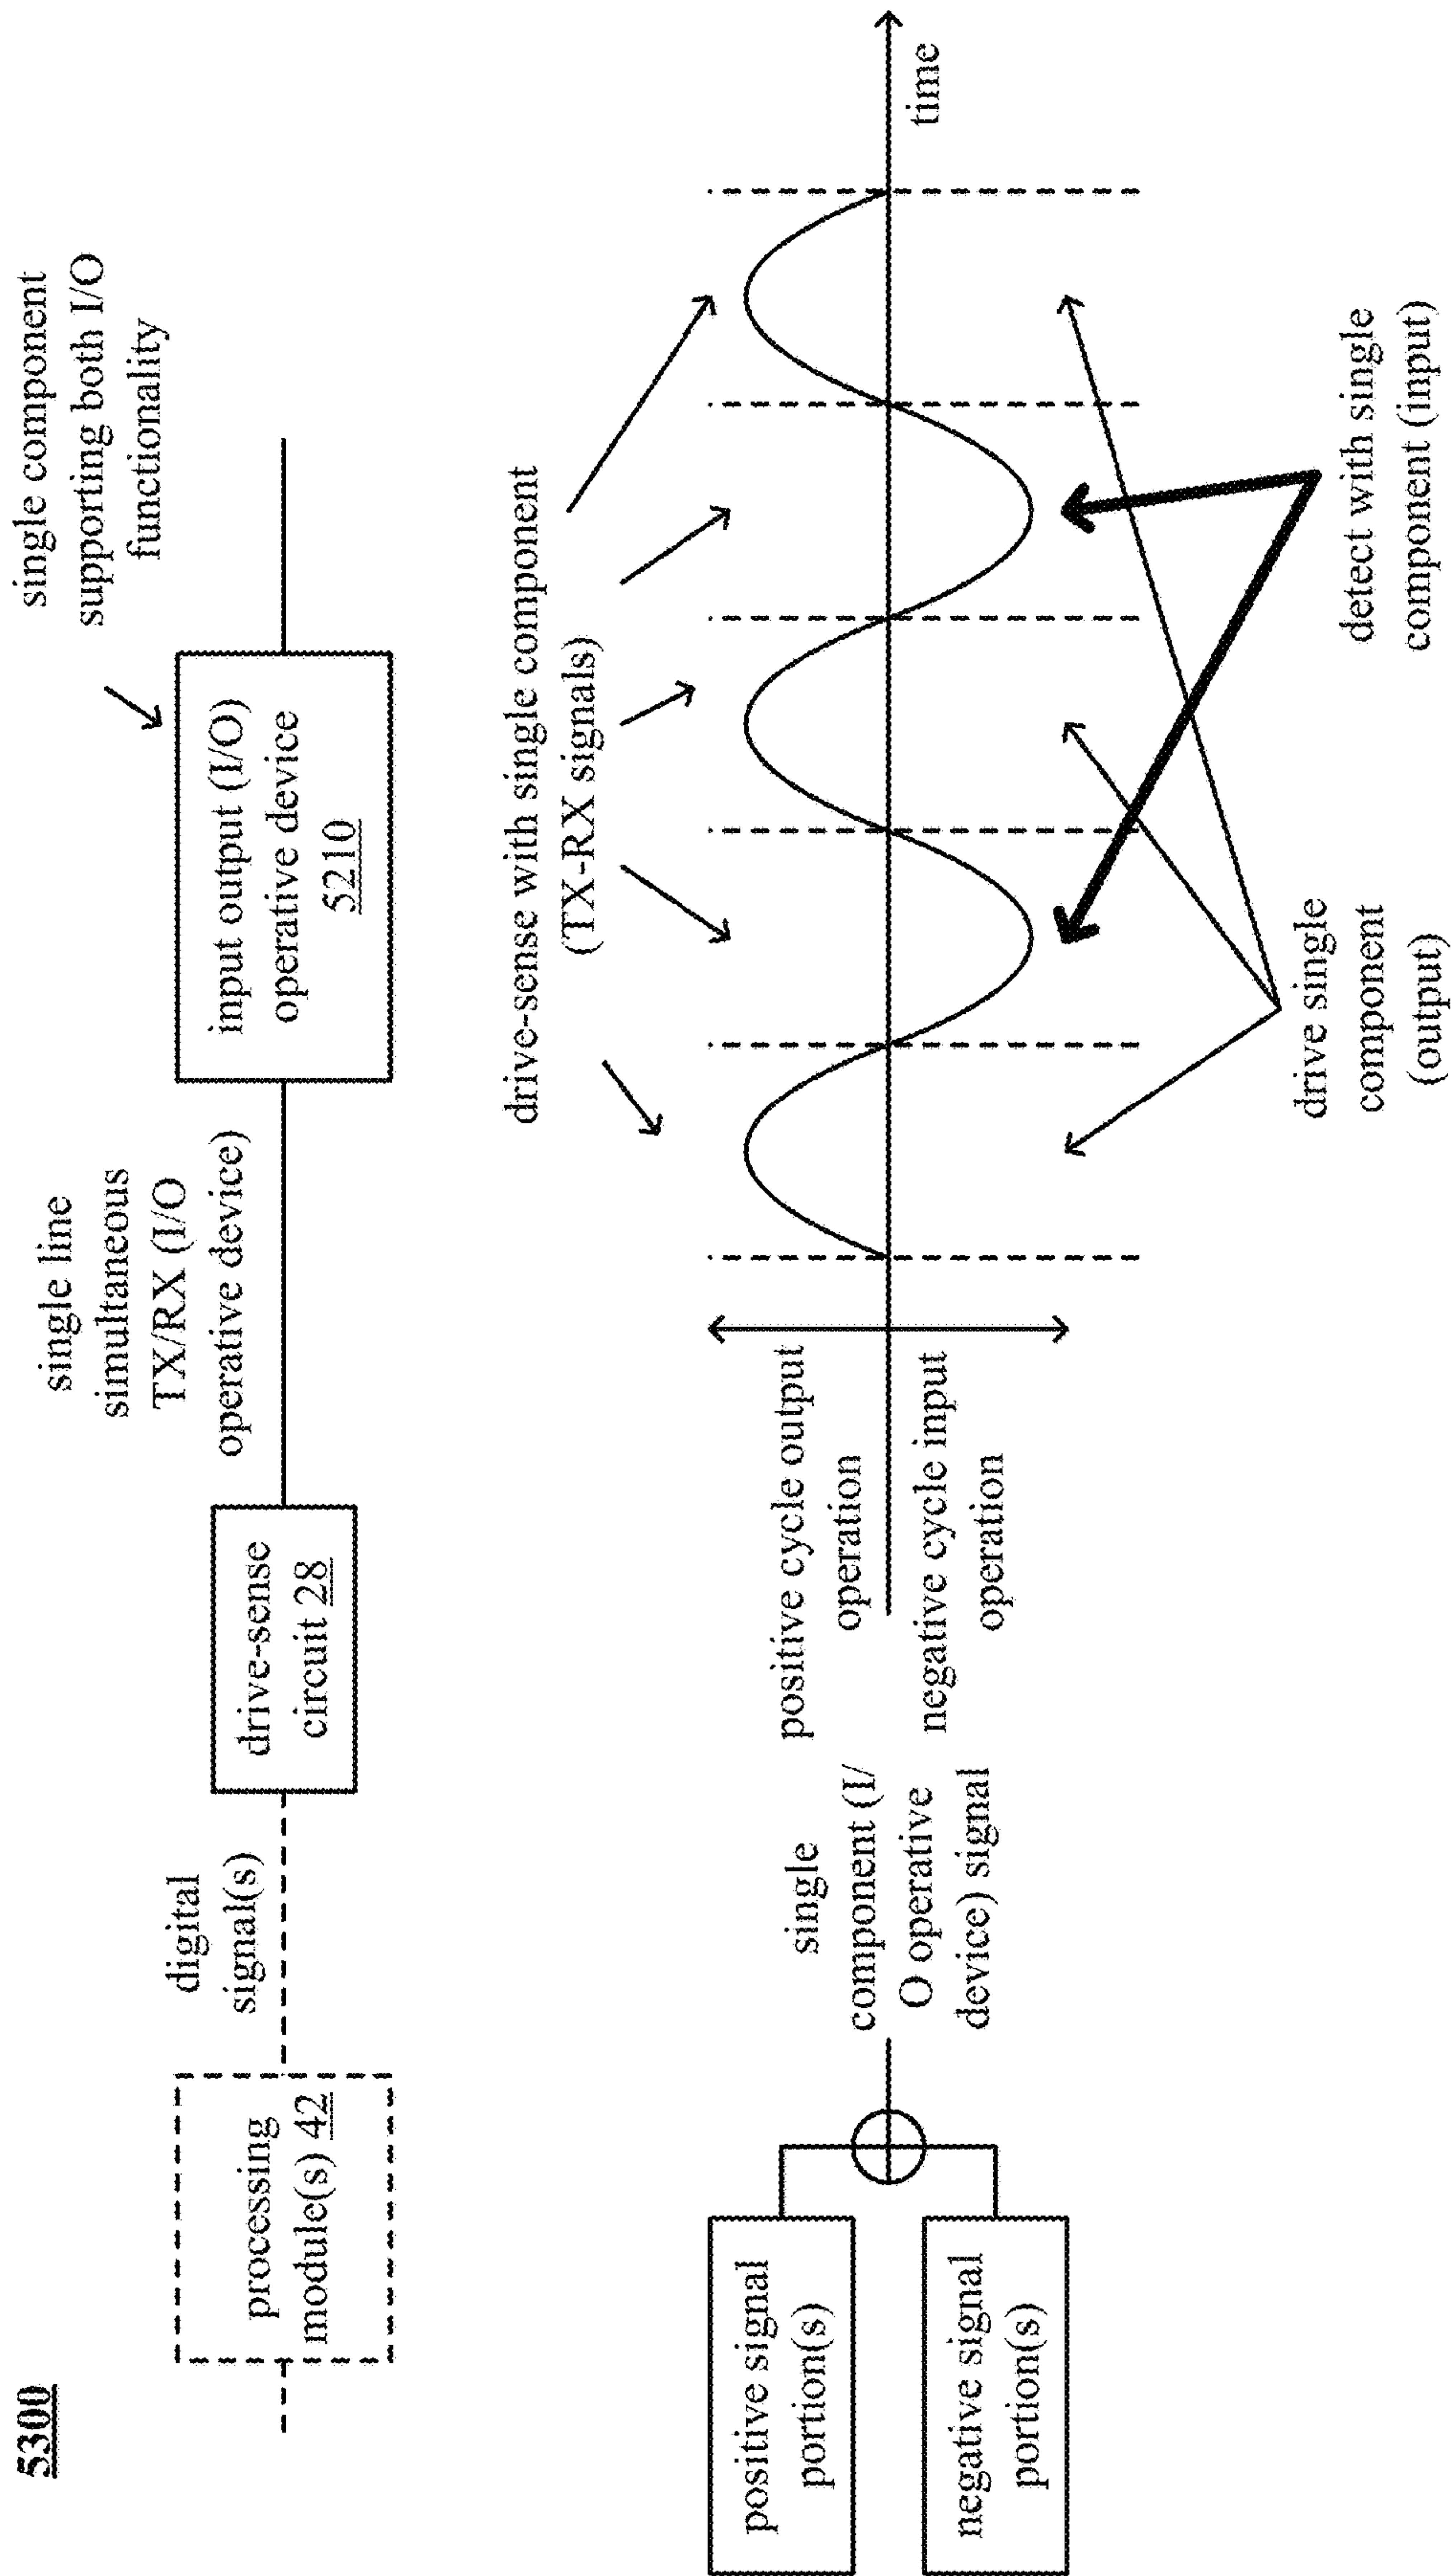 5300
processing
module(s) 42
digital
signal(s)
drive-sense
circuit 28
single line
simultaneous
TX/RX (I/O
operative device)
input output (I/O)
operative device
5210
single component
supporting both I/O
functionality
positive signal
portion(s)
negative signal
portion(s)
single
component (I/
O operative
device) signal
positive cycle output
operation
negative cycle input
operation
drive-sense with single component
(TX-RX signals)
time
drive single
component
(output)
detect with single
component (input)